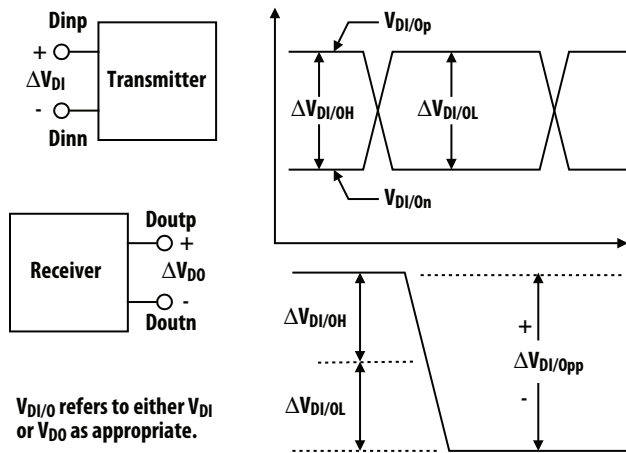 Dinp
+
ΔVDI
-
Dinn
Transmitter
VDI/Op
ΔVDI/OH
ΔVDI/OL
VDI/On
Receiver
Doutp
+
ΔVDO
-
Doutn
ΔVDI/OH
ΔVDI/OL
+
ΔVDI/Opp
-
VDI/O refers to either VDI
or VDO as appropriate.